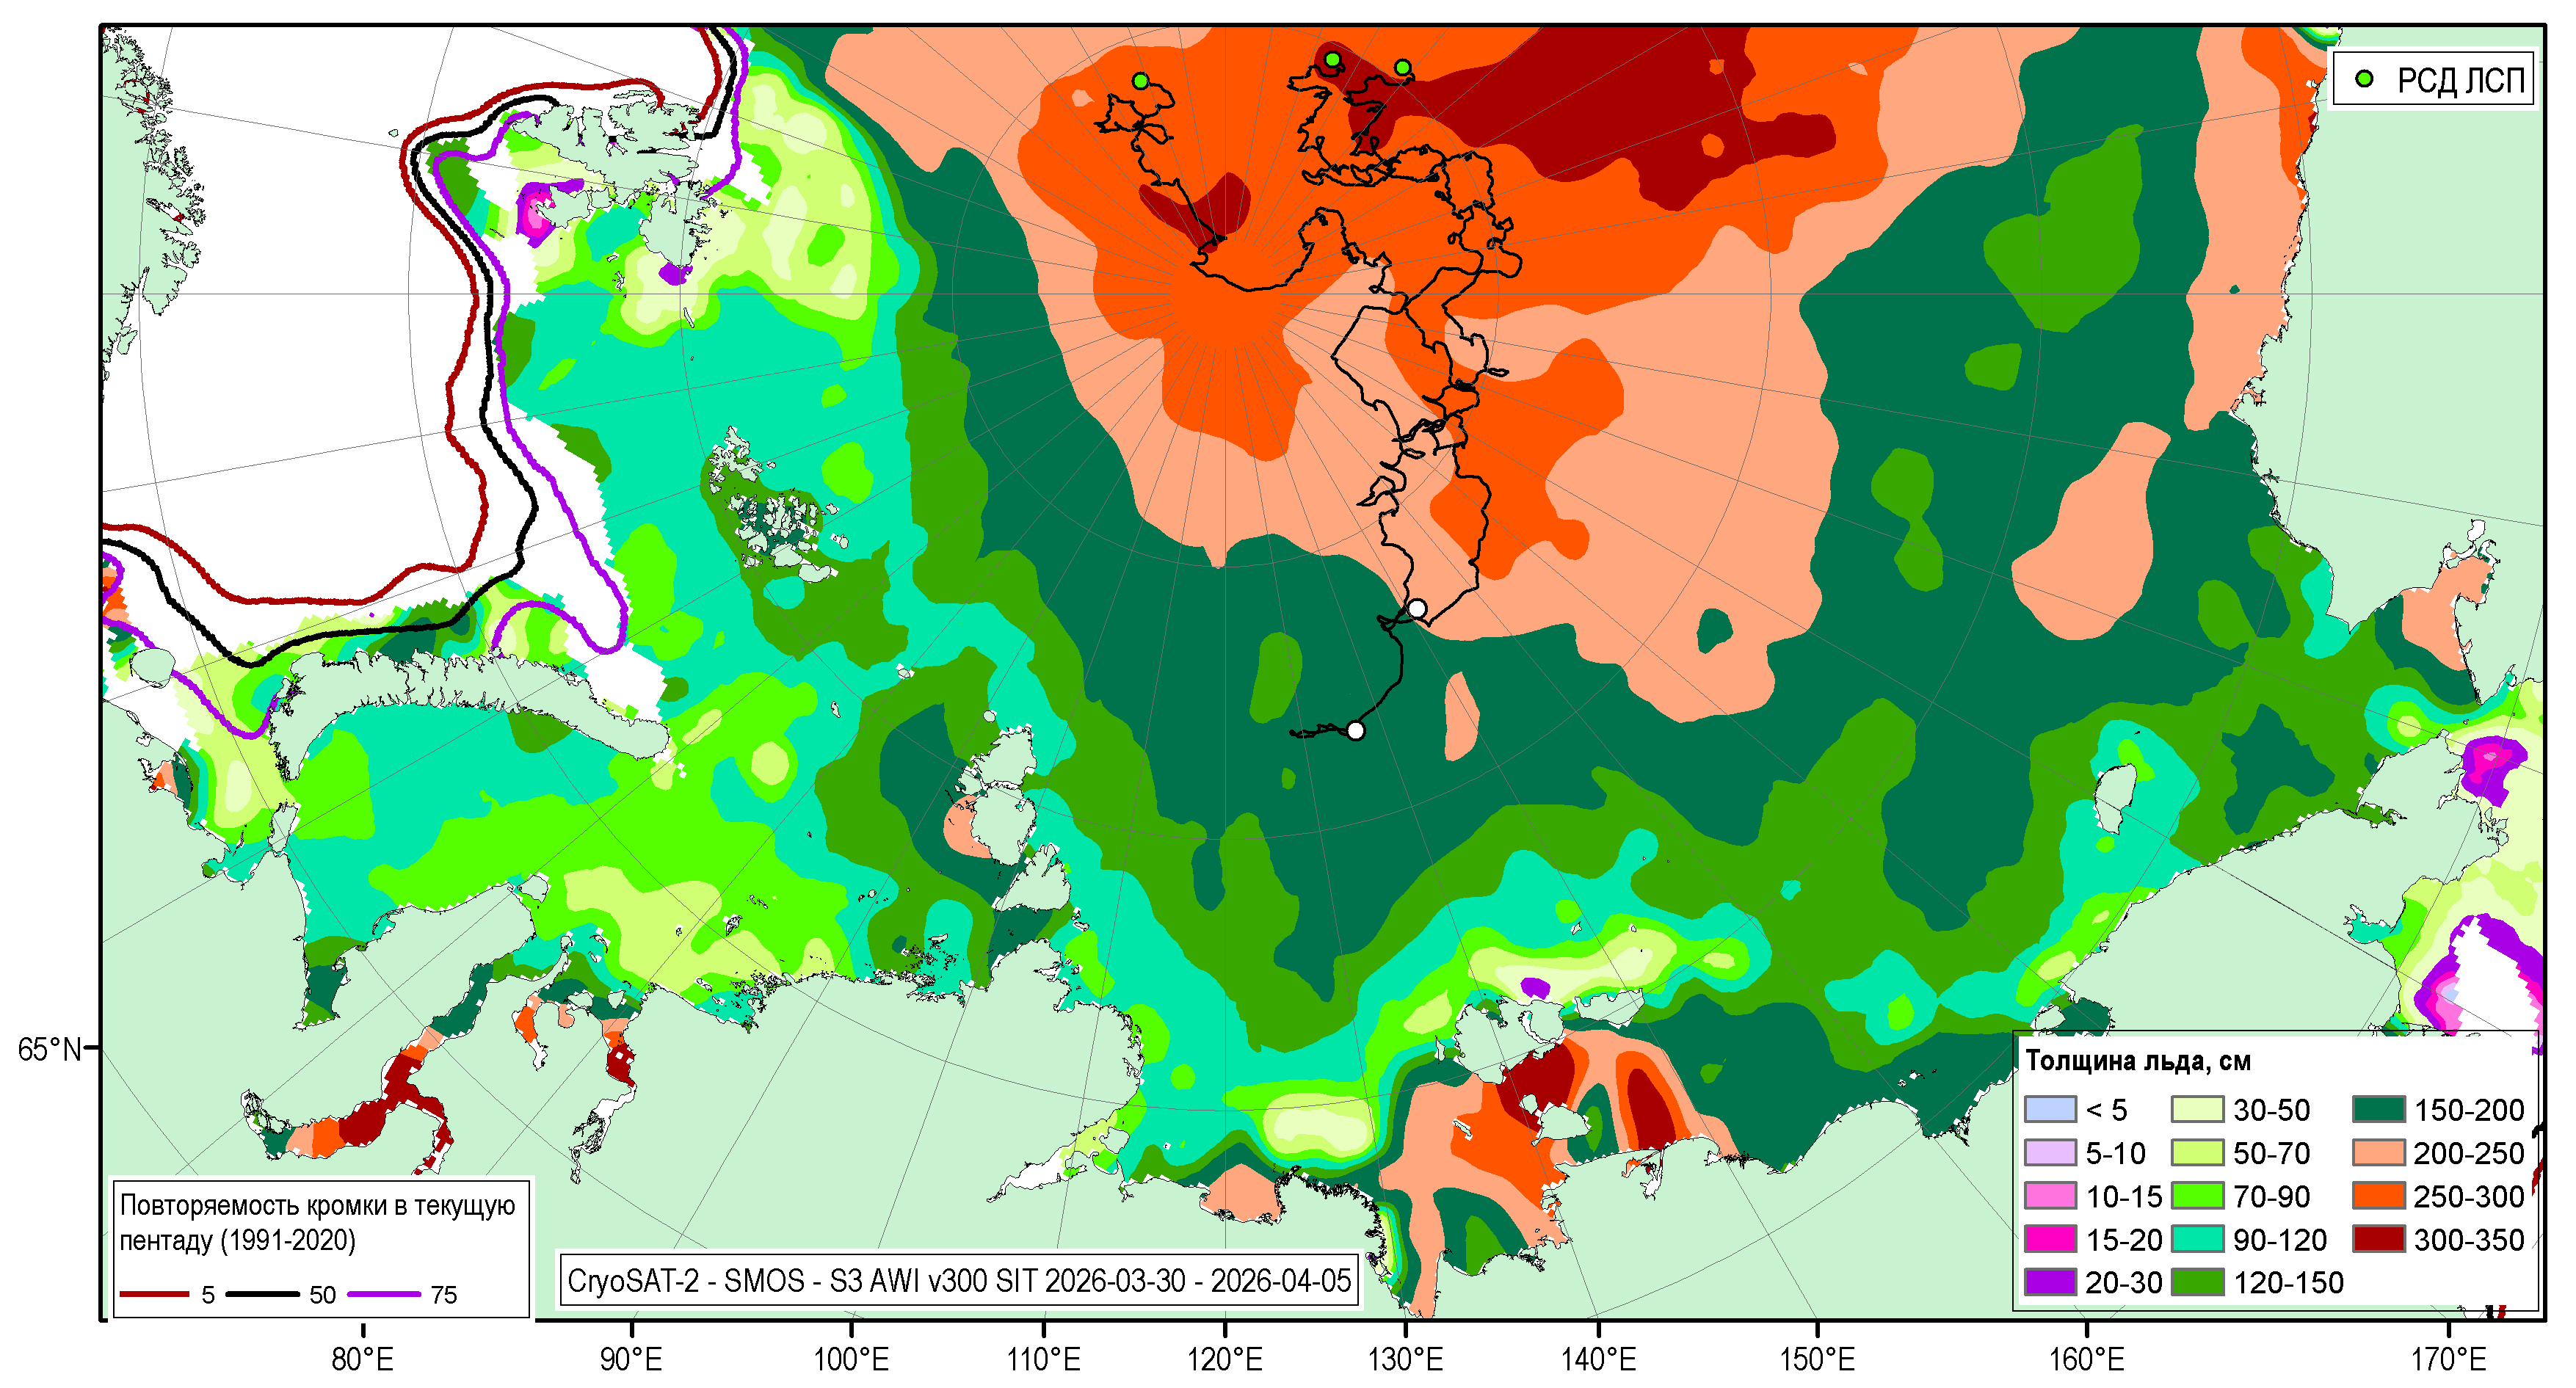 РСД ЛСП
65°N
Толщина льда, см
< 5 30-50 150-200
5-10 50-70 200-250
10-15 70-90 250-300
15-20 90-120 300-350
20-30 120-150
Повторяемость кромки в текущую
пентаду (1991-2020)
5 50 75
CryoSAT-2 - SMOS - S3 AWI v300 SIT 2026-03-30 - 2026-04-05
80°E 90°E 100°E 110°E 120°E 130°E 140°E 150°E 160°E 170°E